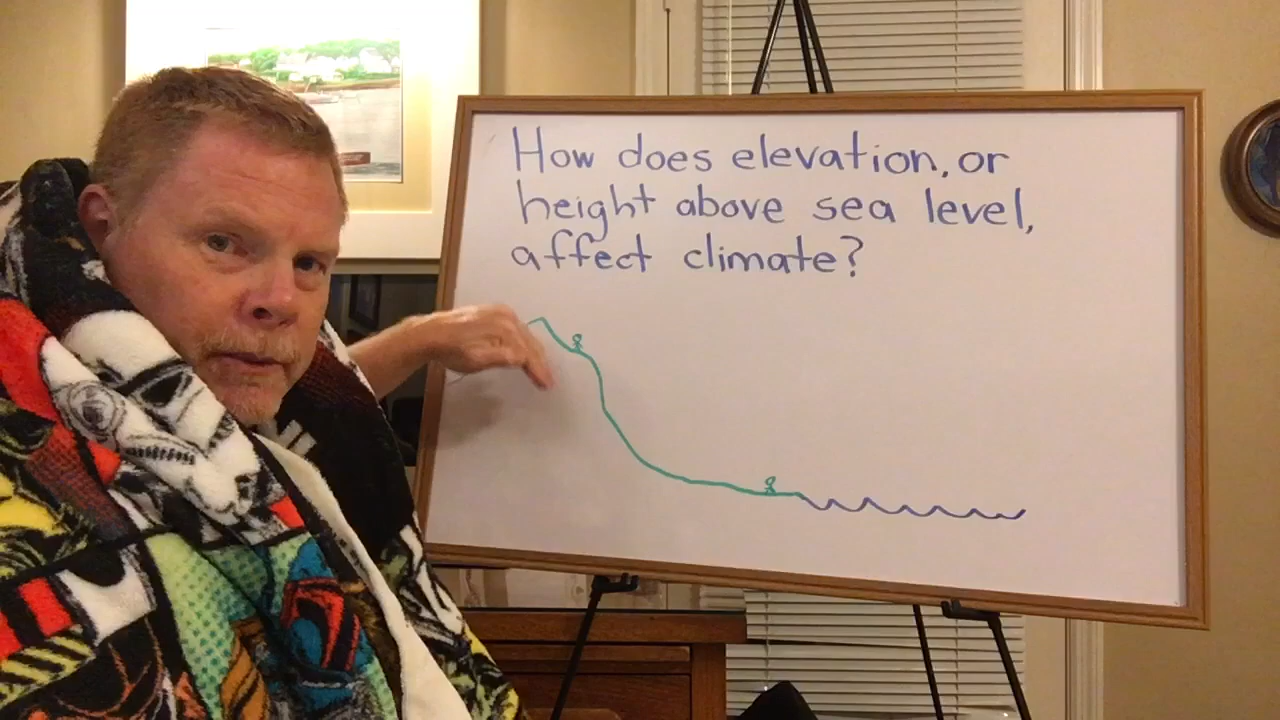 How does elevation, or
height above sea level,
affect climate?